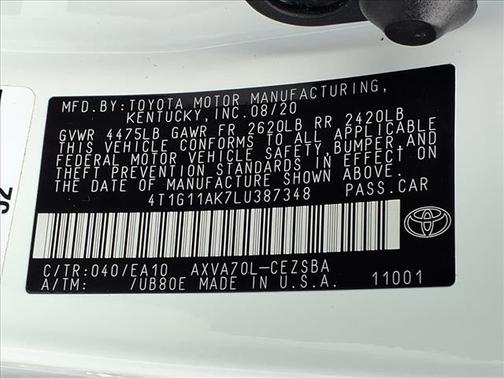 MFD.BY:TOYOTA MOTOR MANUFACTURING,
KENTUCKY, INC.08/20
GVWR 4475LB GAWR FR 2620LB RR 2420LB
THIS VEHICLE CONFORMS TO ALL APPLICABLE
FEDERAL MOTOR VEHICLE SAFETY, BUMPER, AND
THEFT PREVENTION STANDARDS IN EFFECT ON
THE DATE OF MANUFACTURE SHOWN ABOVE.
4T1G11AK7LU387348 PASS.CAR
TOYOTA
C/TR:040/EA10 AXVA70L-CEZSBA
A/TM: /UB80E MADE IN U.S.A. 11001